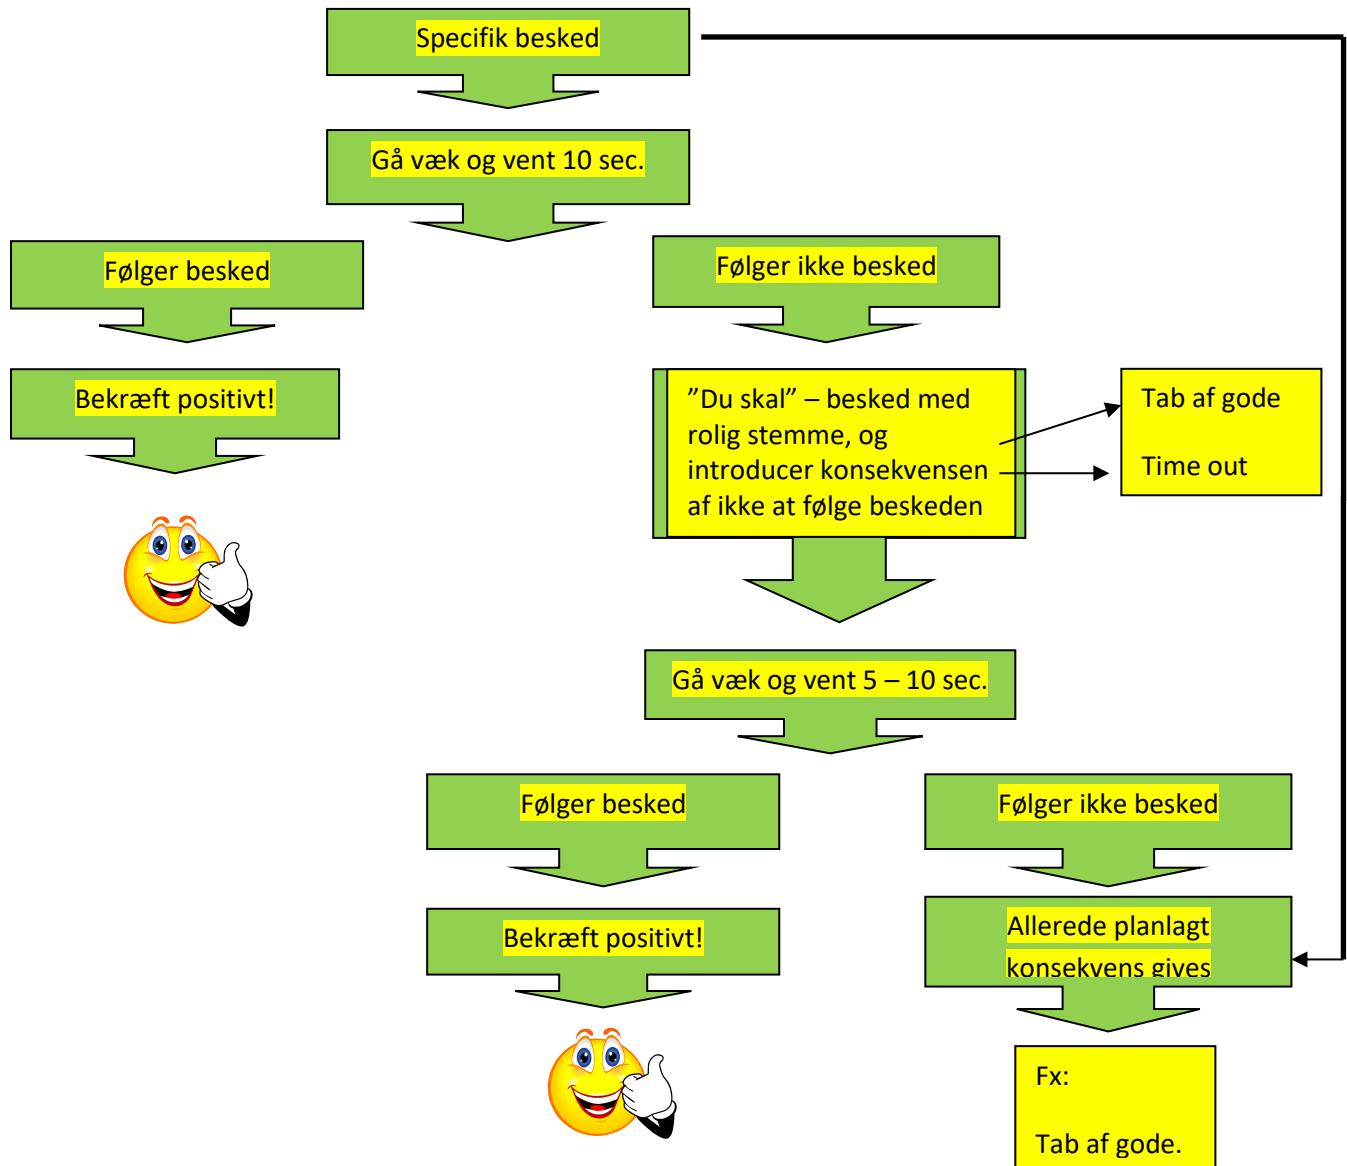 Specifik besked
Gå væk og vent 10 sec.
Følger besked
Følger ikke besked
Bekræft positivt!
”Du skal” – besked med
rolig stemme, og
introducer konsekvensen
af ikke at følge beskeden
Tab af gode
Time out
Gå væk og vent 5 – 10 sec.
Følger besked
Følger ikke besked
Bekræft positivt!
Allerede planlagt
konsekvens gives
Fx:
Tab af gode.